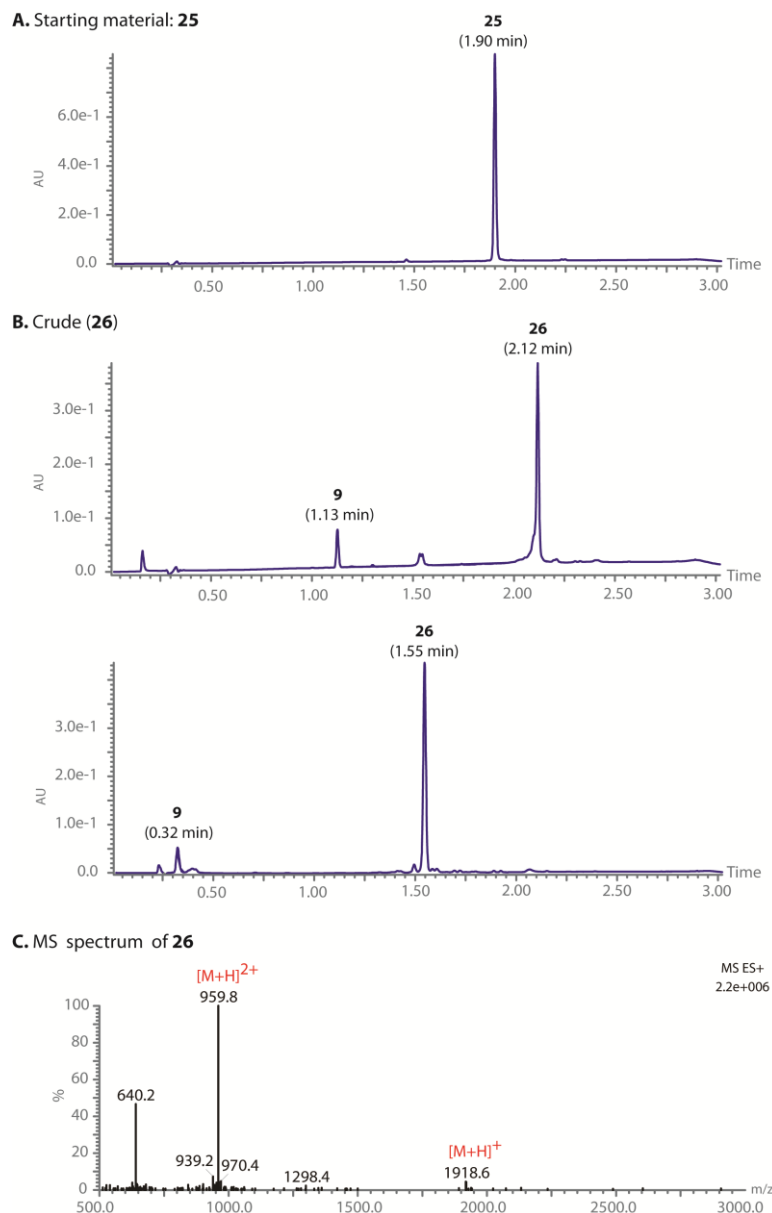 A. Starting material: 25
25
(1.90 min)
6.0e-1
4.0e-1
2.0e-1
0.0
AU
0.50 1.00 1.50 2.00 2.50 3.00
Time
B. Crude (26)
26
(2.12 min)
9
(1.13 min)
3.0e-1
2.0e-1
1.0e-1
0.0
AU
0.50 1.00 1.50 2.00 2.50 3.00
Time
26
(1.55 min)
9
(0.32 min)
3.0e-1
2.0e-1
1.0e-1
0.0
AU
0.50 1.00 1.50 2.00 2.50 3.00
Time
C. MS spectrum of 26
MS ES+
2.2e+006
[M+H]2+
959.8
640.2
939.2
970.4
1298.4
[M+H]+
1918.6
100
80
60
40
20
0
%
500.0 1000.0 1500.0 2000.0 2500.0 3000.0
m/z